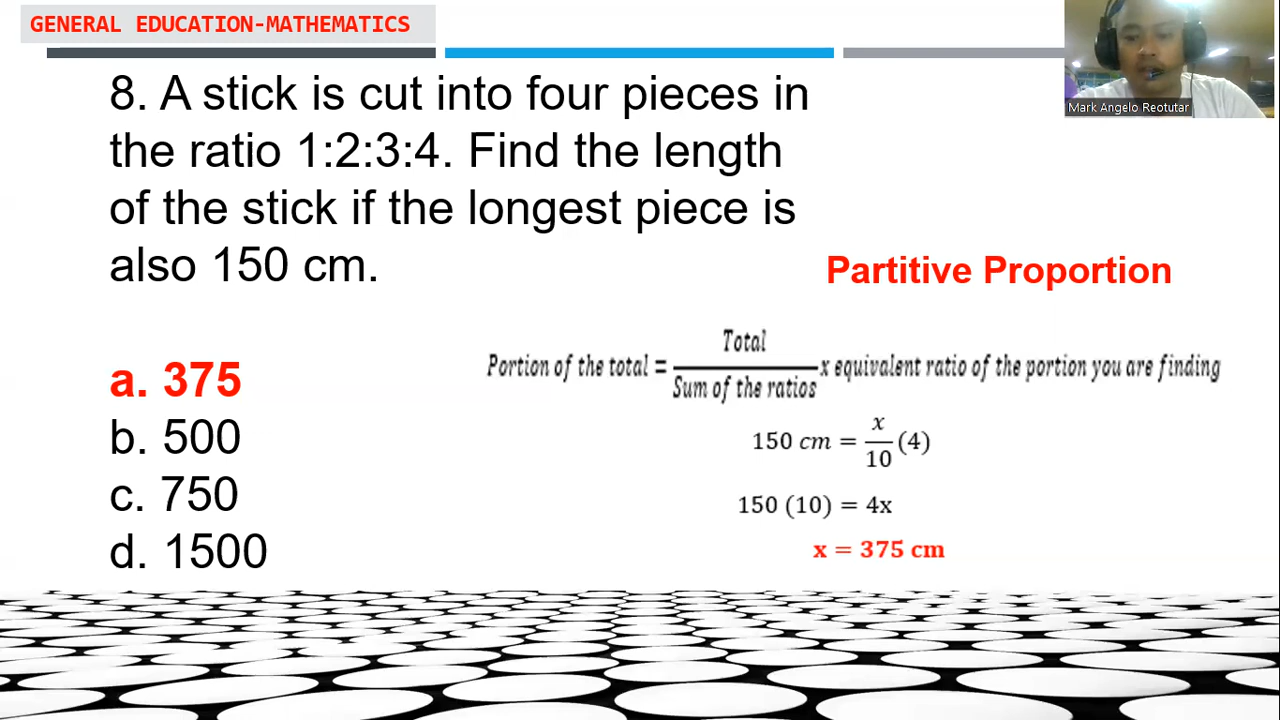 GENERAL EDUCATION-MATHEMATICS
Mark Angelo Reotutar
8. A stick is cut into four pieces in
the ratio 1:2:3:4. Find the length
of the stick if the longest piece is
also 150 cm.
Partitive Proportion
a. 375
b. 500
c. 750
d. 1500
Portion of the total = Total / Sum of the ratios x equivalent ratio of the portion you are finding
150 cm = x / 10 (4)
150 (10) = 4x
x = 375 cm